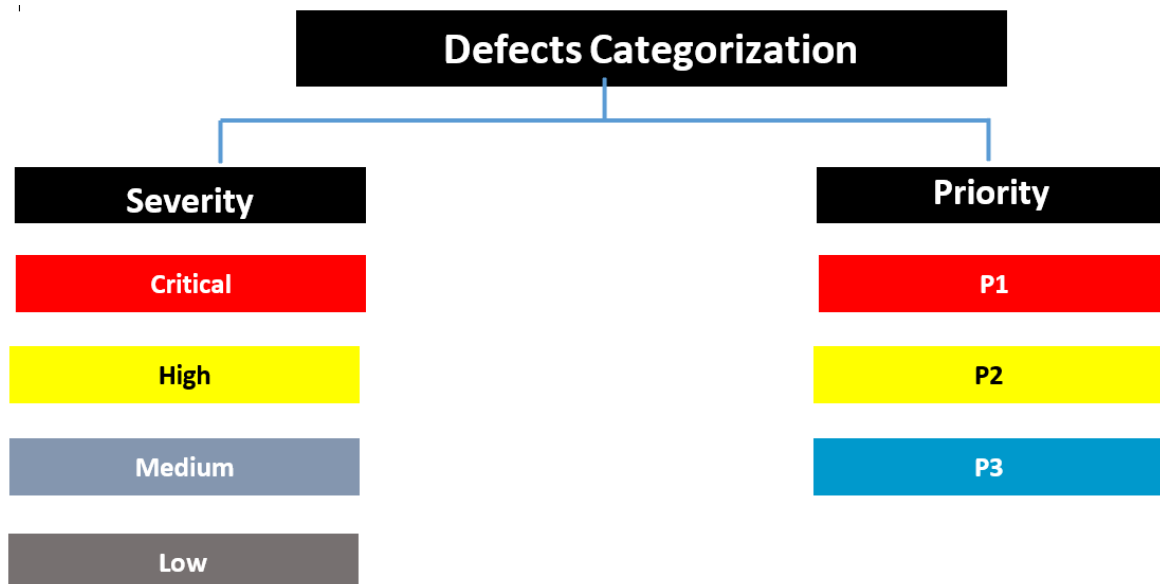 Defects Categorization
Severity
Priority
Critical
P1
High
P2
Medium
P3
Low